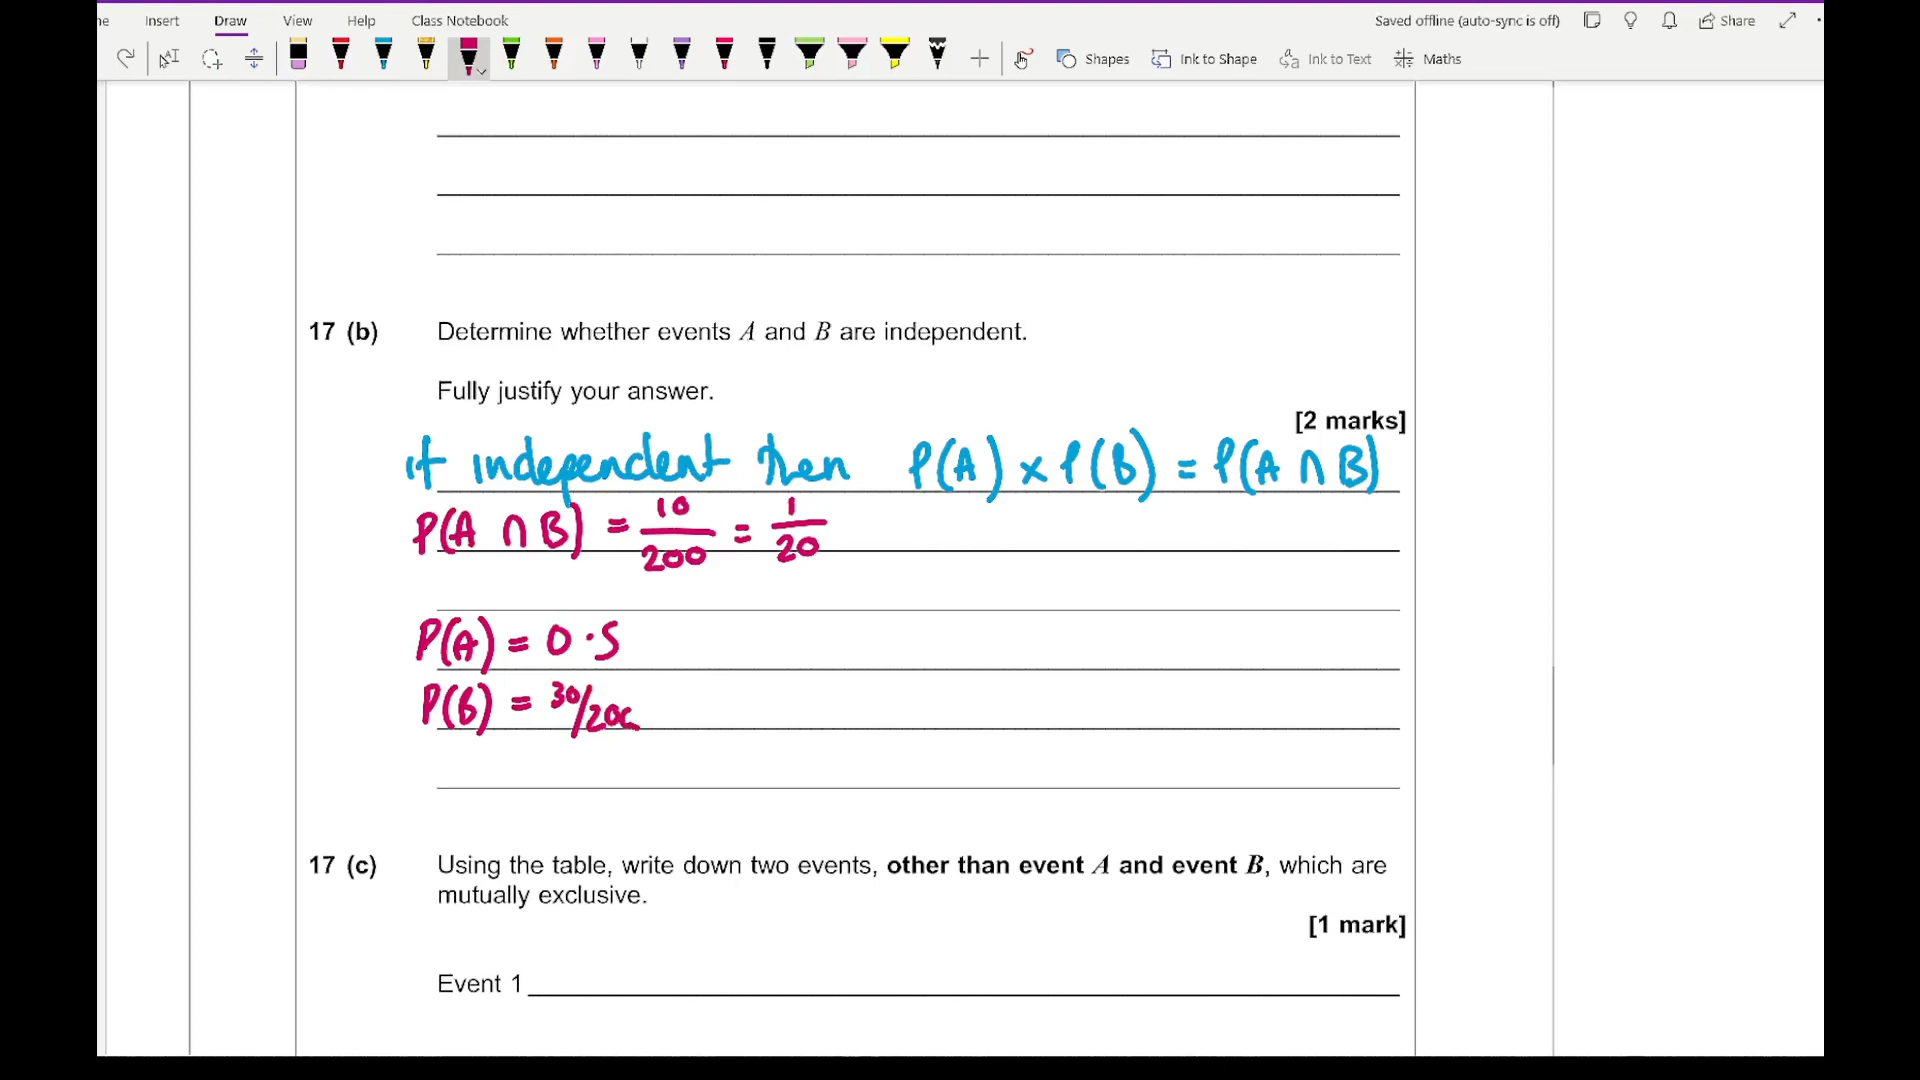 Insert Draw View Help Class Notebook Saved offline (auto-sync is off) Share
Shapes Ink to Shape Ink to Text Maths
17 (b) Determine whether events A and B are independent.
Fully justify your answer.
[2 marks]
if independent then P(A) × P(B) = P(A ∩ B)
P(A ∩ B) = 10/200 = 1/20
P(A) = 0.5
P(B) = 30/200
17 (c) Using the table, write down two events, other than event A and event B, which are
mutually exclusive.
[1 mark]
Event 1